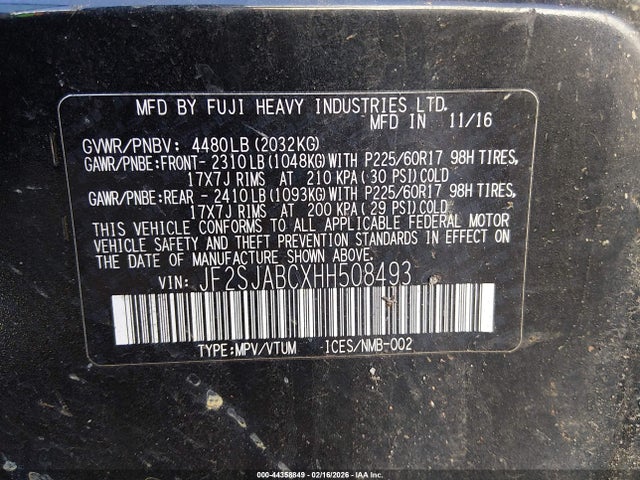 MFD BY FUJI HEAVY INDUSTRIES LTD.
MFD IN 11/16
GVWR/PNBV: 4480LB(2032KG)
GAWR/PNBE:FRONT- 2310LB(1048KG)WITH P225/60R17 98H TIRES,
17X7J RIMS AT 210 KPA(30 PSI)COLD
GAWR/PNBE:REAR - 2410LB(1093KG)WITH P225/60R17 98H TIRES,
17X7J RIMS AT 200 KPA(29 PSI)COLD
THIS VEHICLE CONFORMS TO ALL APPLICABLE FEDERAL MOTOR
VEHICLE SAFETY AND THEFT PREVENTION STANDARDS IN EFFECT ON
THE DATE OF MANUFACTURE SHOWN ABOVE.
VIN: JF2SJABCXHH508493
TYPE:MPV/VTUM ICES/NMB-002
000-44358849 02/16/2026 ©IAA Inc.